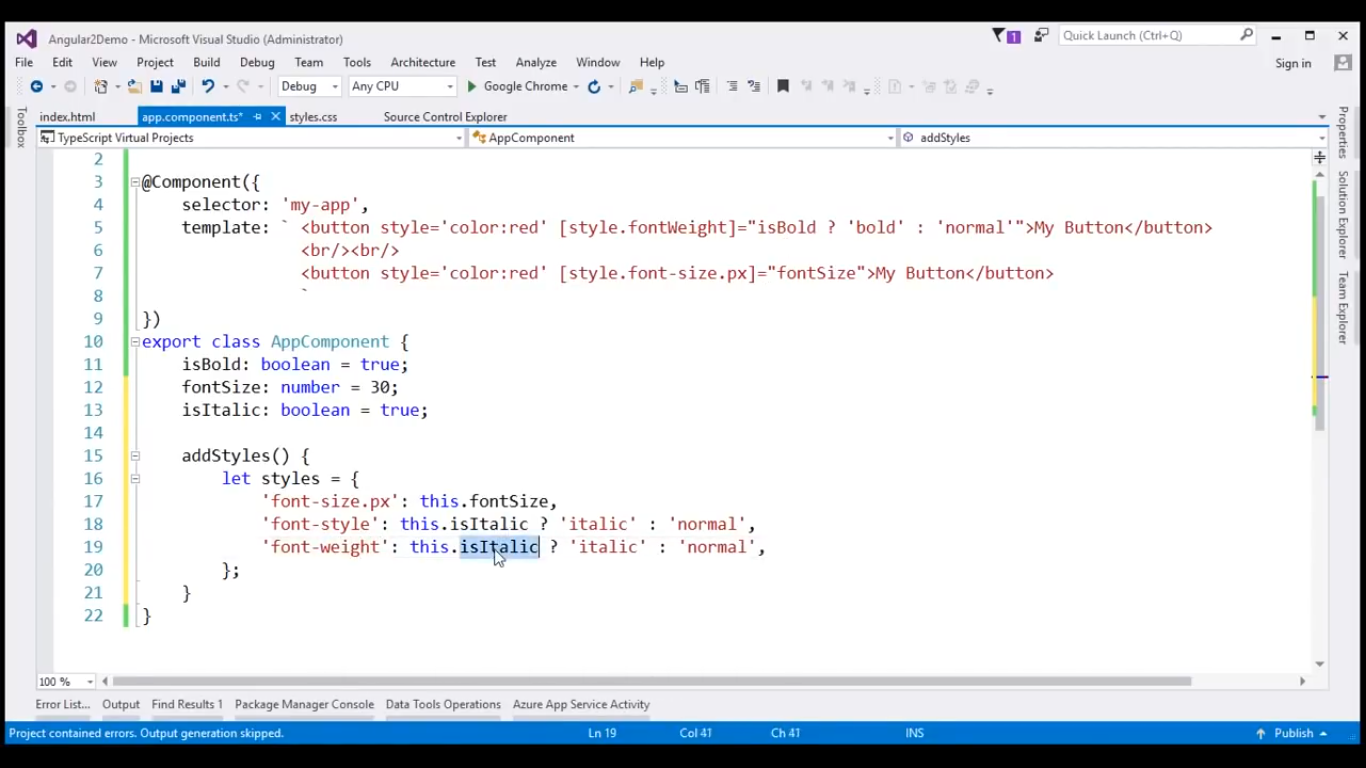 Angular2Demo - Microsoft Visual Studio (Administrator)
1
Quick Launch (Ctrl+Q)
File Edit View Project Build Debug Team Tools Architecture Test Analyze Window Help
Sign in
Debug Any CPU Google Chrome
index.html app.component.ts* styles.css Source Control Explorer
TypeScript Virtual Projects AppComponent addStyles
Toolbox
Properties
Solution Explorer
Team Explorer
2
3 @Component({
4 selector: 'my-app',
5 template: ` <button style='color:red' [style.fontWeight]="isBold ? 'bold' : 'normal'">My Button</button>
6 <br/><br/>
7 <button style='color:red' [style.font-size.px]="fontSize">My Button</button>
8 `
9 })
10 export class AppComponent {
11 isBold: boolean = true;
12 fontSize: number = 30;
13 isItalic: boolean = true;
14
15 addStyles() {
16 let styles = {
17 'font-size.px': this.fontSize,
18 'font-style': this.isItalic ? 'italic' : 'normal',
19 'font-weight': this.isItalic ? 'italic' : 'normal',
20 };
21 }
22 }
100 %
Error List... Output Find Results 1 Package Manager Console Data Tools Operations Azure App Service Activity
Project contained errors. Output generation skipped. Ln 19 Col 41 Ch 41 INS Publish